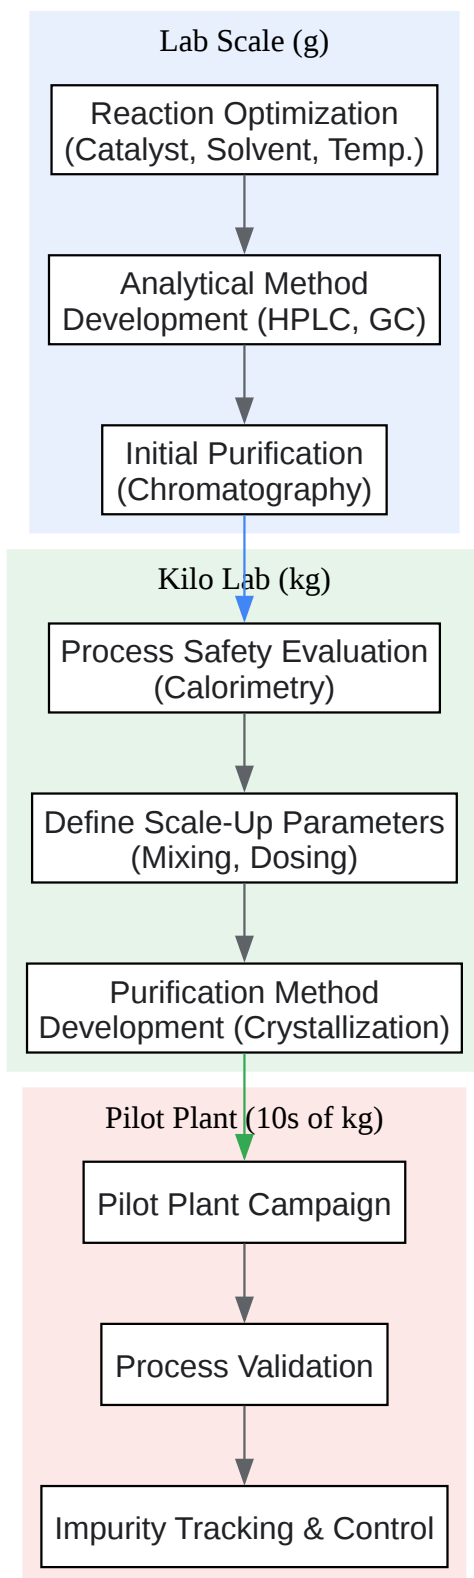 Lab Scale (g)
Reaction Optimization
(Catalyst, Solvent, Temp.)
Analytical Method
Development (HPLC, GC)
Initial Purification
(Chromatography)
Kilo Lab (kg)
Process Safety Evaluation
(Calorimetry)
Define Scale-Up Parameters
(Mixing, Dosing)
Purification Method
Development (Crystallization)
Pilot Plant (10s of kg)
Pilot Plant Campaign
Process Validation
Impurity Tracking & Control